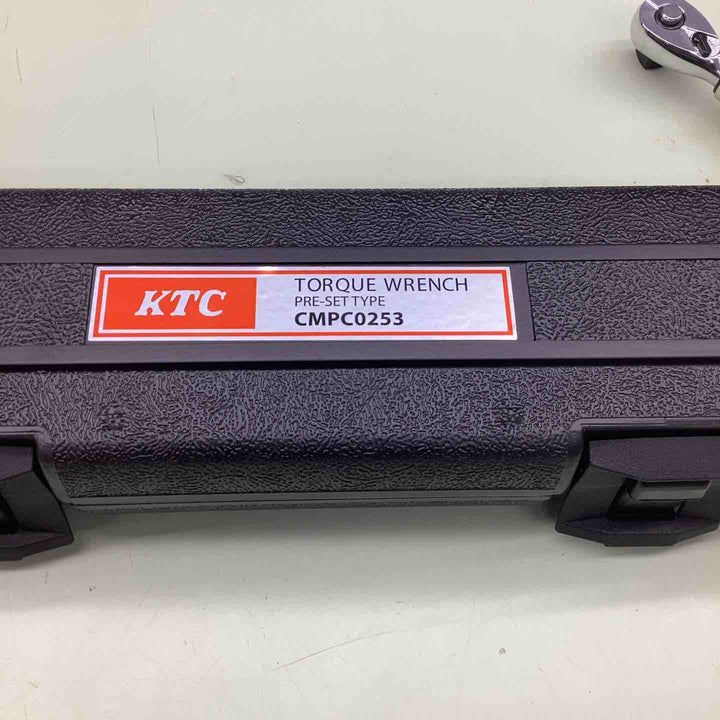 KTC
TORQUE WRENCH
PRE-SET TYPE
CMPC0253